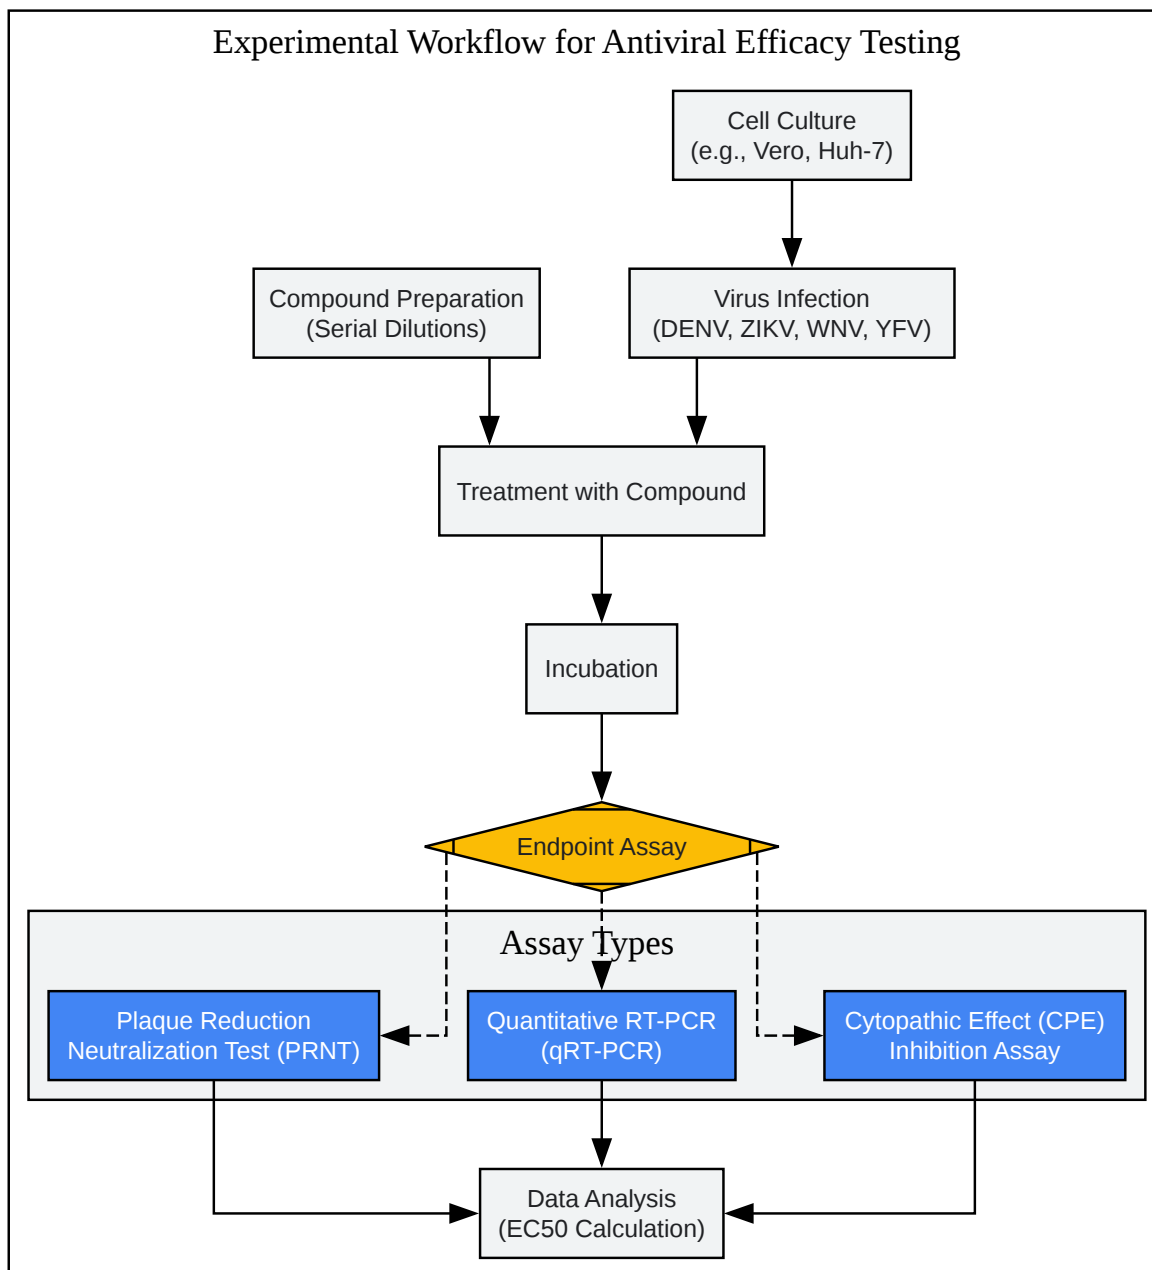 Experimental Workflow for Antiviral Efficacy Testing
Cell Culture
(e.g., Vero, Huh-7)
Compound Preparation
(Serial Dilutions)
Virus Infection
(DENV, ZIKV, WNV, YFV)
Treatment with Compound
Incubation
Endpoint Assay
Assay Types
Plaque Reduction
Neutralization Test (PRNT)
Quantitative RT-PCR
(qRT-PCR)
Cytopathic Effect (CPE)
Inhibition Assay
Data Analysis
(EC50 Calculation)